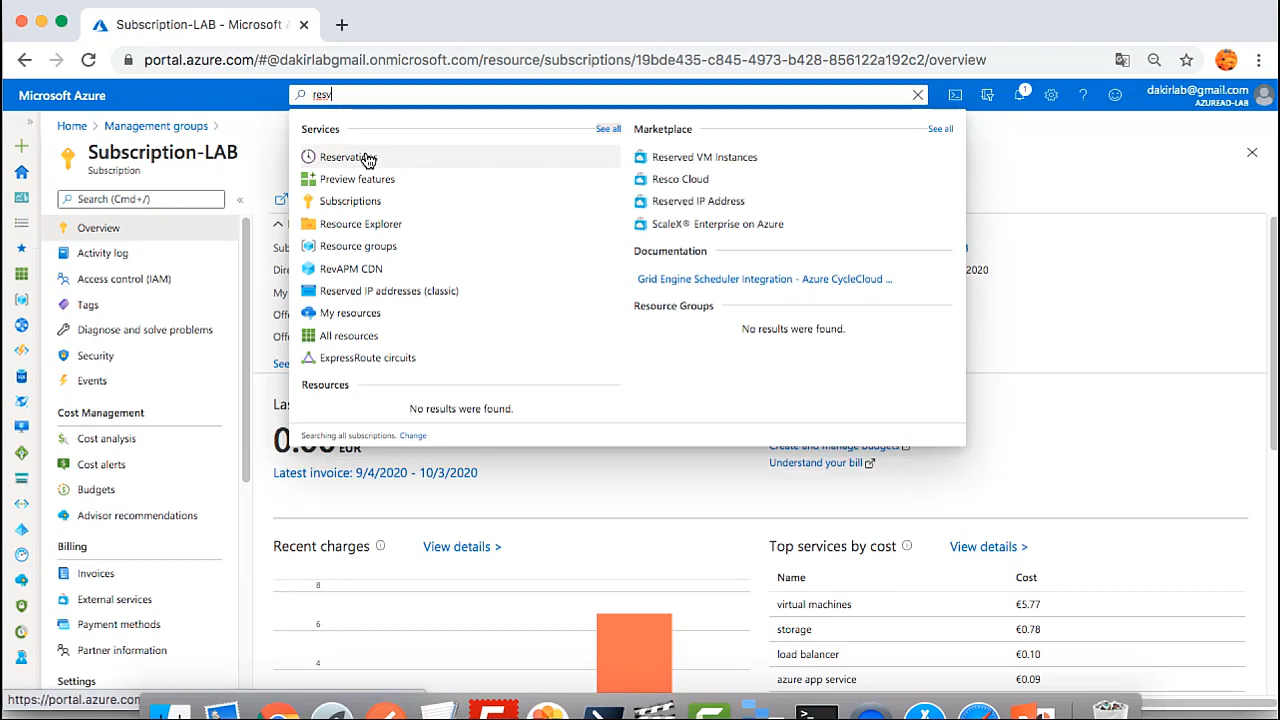 Subscription-LAB - Microsoft A
portal.azure.com/#@dakirlabgmail.onmicrosoft.com/resource/subscriptions/19bde435-c845-4973-b428-856122a192c2/overview
Microsoft Azure
resv
1
dakirlab@gmail.com
AZUREAD-LAB
Home > Management groups >
Subscription-LAB
Subscription
Search (Cmd+/)
Overview
Activity log
Access control (IAM)
Tags
Diagnose and solve problems
Security
Events
Cost Management
Cost analysis
Cost alerts
Budgets
Advisor recommendations
Billing
Invoices
External services
Payment methods
Partner information
Settings
Services
See all
Preview features
Subscriptions
Resource Explorer
Resource groups
RevAPM CDN
Reserved IP addresses (classic)
My resources
All resources
ExpressRoute circuits
Resources
No results were found.
Searching all subscriptions. Change
Marketplace
See all
Reserved VM Instances
Resco Cloud
Reserved IP Address
ScaleX® Enterprise on Azure
Documentation
Grid Engine Scheduler Integration - Azure CycleCloud ...
Resource Groups
No results were found.
2020
EUR
Latest invoice: 9/4/2020 - 10/3/2020
Create and manage budgets
Understand your bill
Recent charges
View details >
8
6
4
Top services by cost
View details >
Name Cost
virtual machines €5.77
storage €0.78
load balancer €0.10
azure app service €0.09
https://portal.azure.com